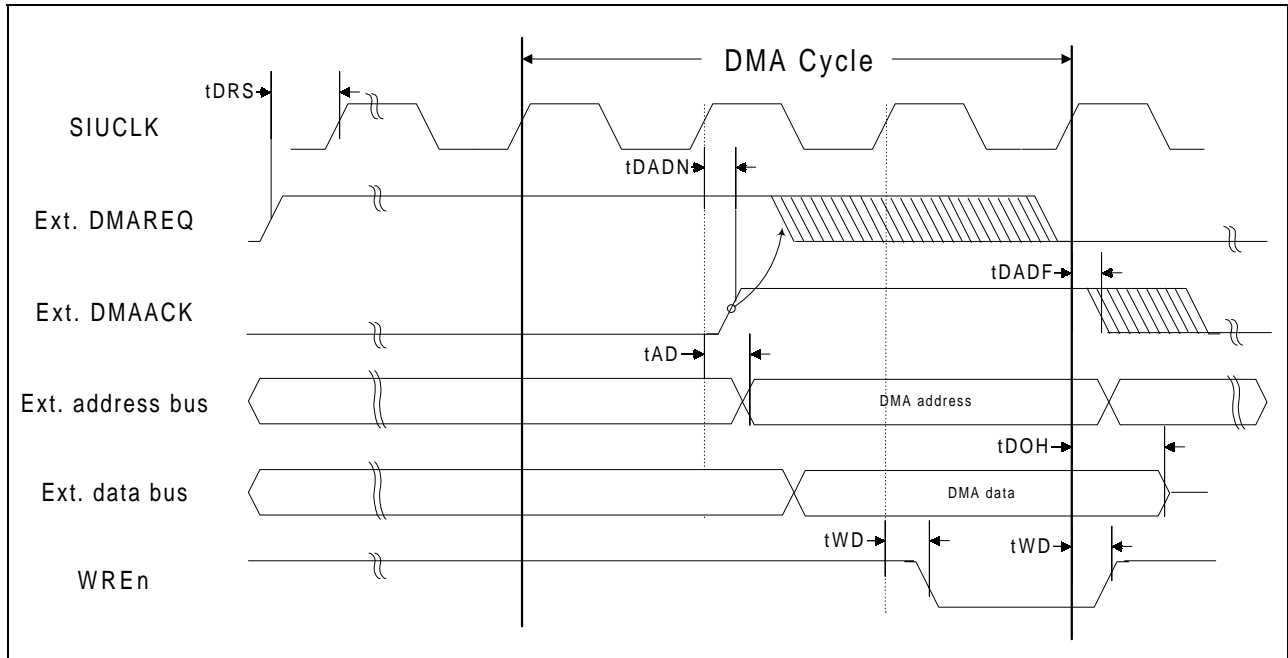 DMA Cycle
tDRS
SIUCLK
tDADN
Ext. DMAREQ
tDADF
Ext. DMAACK
tAD
Ext. address bus
DMA address
tDOH
Ext. data bus
DMA data
tWD
tWD
WREn